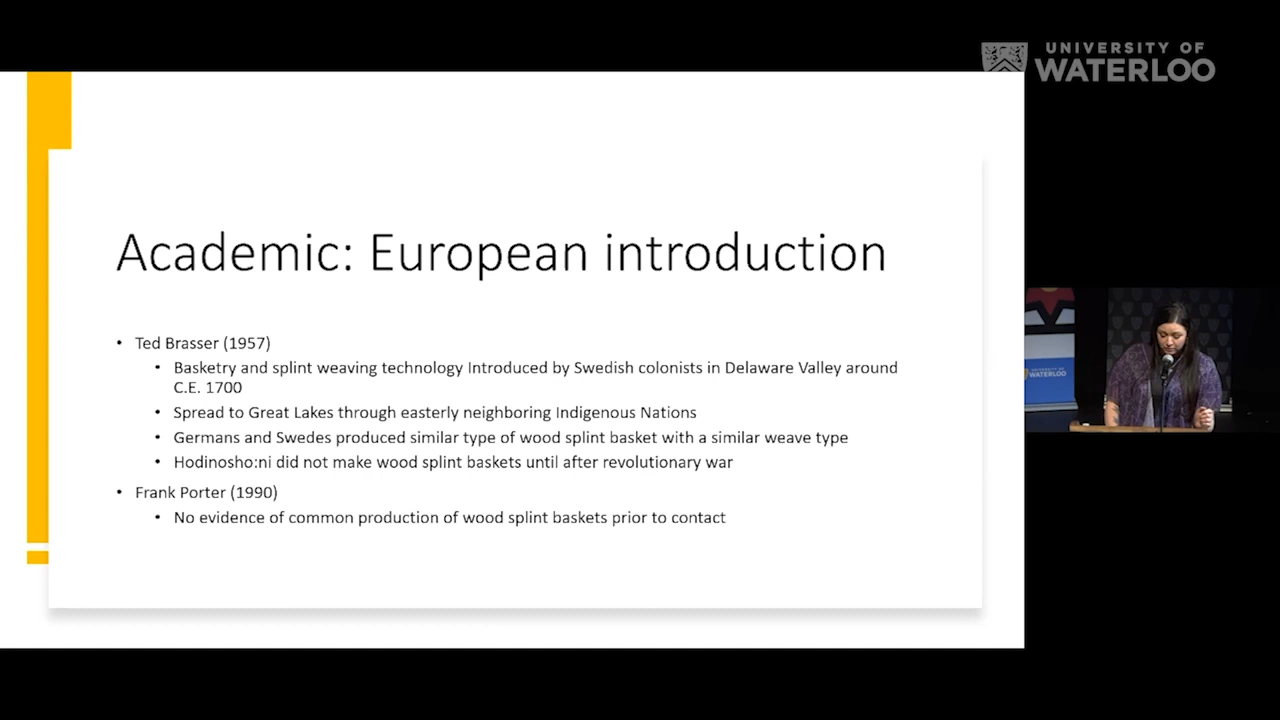 UNIVERSITY OF
WATERLOO
Academic: European introduction
• Ted Brasser (1957)
• Basketry and splint weaving technology Introduced by Swedish colonists in Delaware Valley around
C.E. 1700
• Spread to Great Lakes through easterly neighboring Indigenous Nations
• Germans and Swedes produced similar type of wood splint basket with a similar weave type
• Hodinosho:ni did not make wood splint baskets until after revolutionary war
• Frank Porter (1990)
• No evidence of common production of wood splint baskets prior to contact
WATERLOO